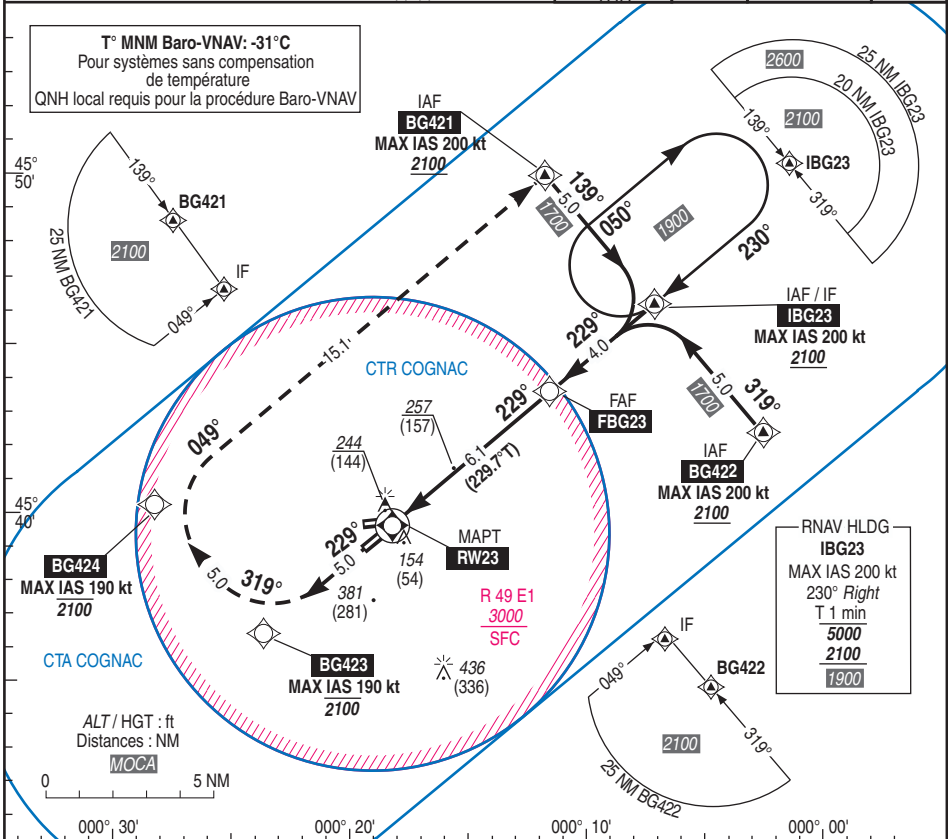 T° MNM Baro-VNAV: -31°C
Pour systèmes sans compensation
de température
QNH local requis pour la procédure Baro-VNAV
IAF
BG421
MAX IAS 200 kt
2100
2600
25 NM IBG23
20 NM IBG23
2100
139°
IBG23
319°
45°
50'
139°
BG421
2100
IF
049°
25 NM BG421
139°
5.0
1700
050°
1900
230°
IAF / IF
IBG23
MAX IAS 200 kt
2100
229°
4.0
15.1
CTR COGNAC
229°
FAF
FBG23
5.0
1700
319°
IAF
BG422
MAX IAS 200 kt
2100
257
(157)
6.1
(229.7°T)
244
(144)
049°
45°
40'
MAPT
RW23
229°
5.0
154
(54)
BG424
MAX IAS 190 kt
2100
5.0
319°
381
(281)
R 49 E1
3000
SFC
RNAV HLDG
IBG23
MAX IAS 200 kt
230° Right
T 1 min
5000
2100
1900
CTA COGNAC
BG423
MAX IAS 190 kt
2100
436
(336)
IF
049°
BG422
2100
319°
25 NM BG422
ALT / HGT : ft
Distances : NM
MOCA
0 5 NM
000° 30' 000° 20' 000° 10' 000° 00'